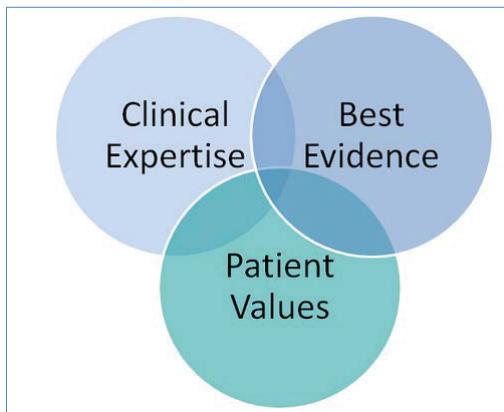 Clinical
Expertise
Best
Evidence
Patient
Values